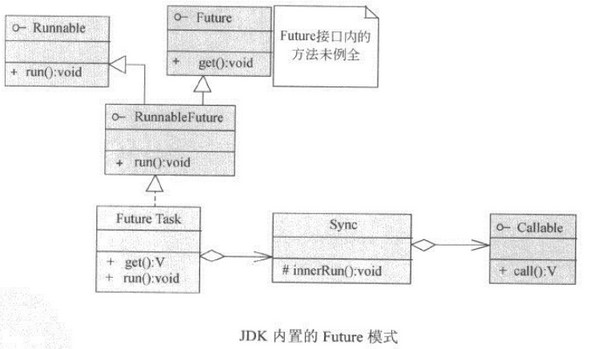 Runnable
+ run():void
Future
+ get():void
Future接口内的
方法未例全
RunnableFuture
+ run():void
Future Task
+ get():V
+ run():void
Sync
# innerRun():void
Callable
+ call():V
JDK 内置的 Future 模式